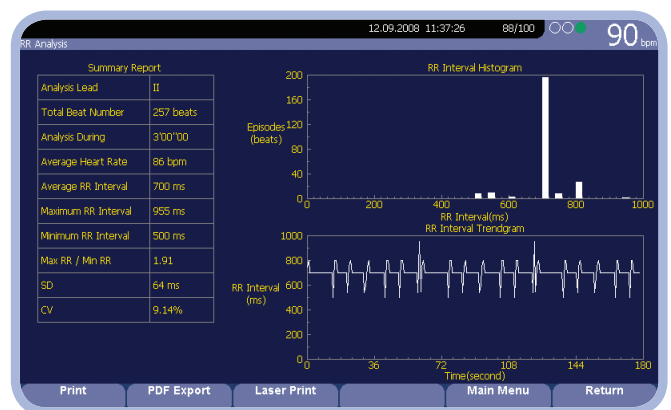 12.09.2008 11:37:26 88/100 90 bpm
RR Analysis
Summary Report
Analysis Lead II
Total Beat Number 257 beats
Analysis During 3'00''00
Average Heart Rate 86 bpm
Average RR Interval 700 ms
Maximum RR Interval 955 ms
Minimum RR Interval 500 ms
Max RR / Min RR 1.91
SD 64 ms
CV 9.14%
RR Interval Histogram
200
160
Episodes 120
(beats)
80
40
0
0 200 400 600 800 1000
RR Interval(ms)
RR Interval Trendgram
1000
800
RR Interval 600
(ms)
400
200
0
0 36 72 108 144 180
Time(second)
Print PDF Export Laser Print Main Menu Return